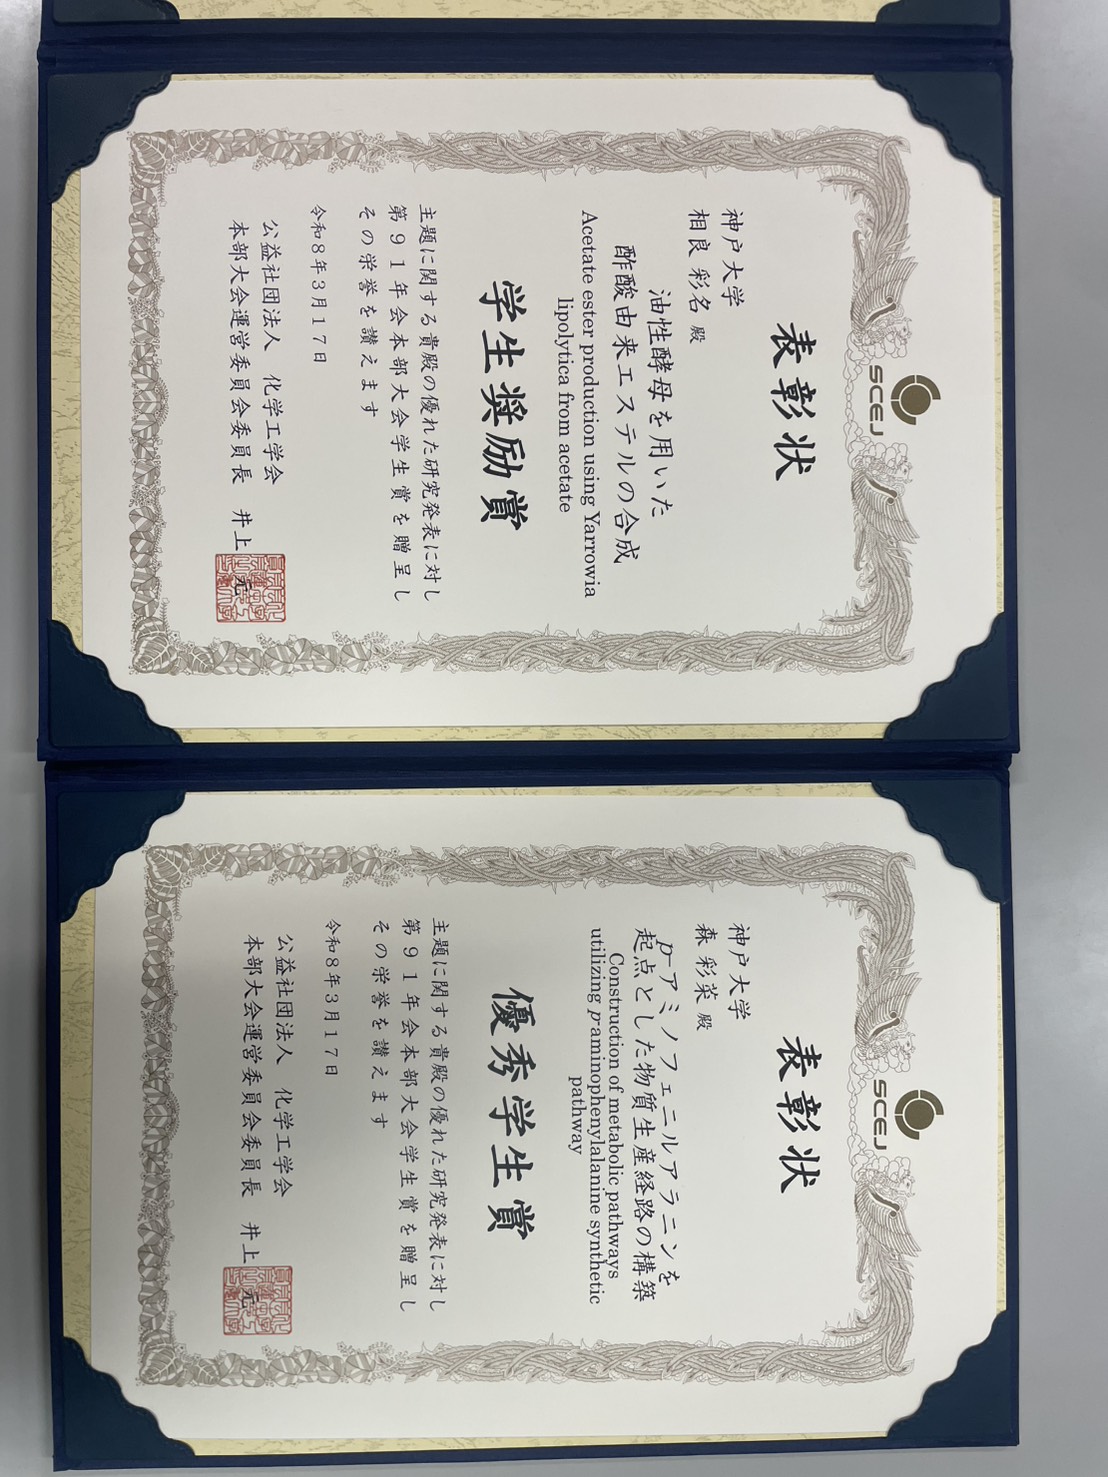 SCEJ
表彰状
神戸大学
相良 彩名 殿
油性酵母を用いた
酢酸由来エステルの合成
Acetate ester production using Yarrowia
lipolytica from acetate
学生奨励賞
主題に関する貴殿の優れた研究発表に対し
第91年会本部大会学生賞を贈呈し
その栄誉を讃えます
令和8年3月17日
公益社団法人 化学工学会
本部大会運営委員会委員長 井上 元
SCEJ
表彰状
神戸大学
森 彩菜 殿
p-アミノフェニルアラニンを
起点とした物質生産経路の構築
Construction of metabolic pathways
utilizing p-aminophenylalanine synthetic
pathway
優秀学生賞
主題に関する貴殿の優れた研究発表に対し
第91年会本部大会学生賞を贈呈し
その栄誉を讃えます
令和8年3月17日
公益社団法人 化学工学会
本部大会運営委員会委員長 井上 元